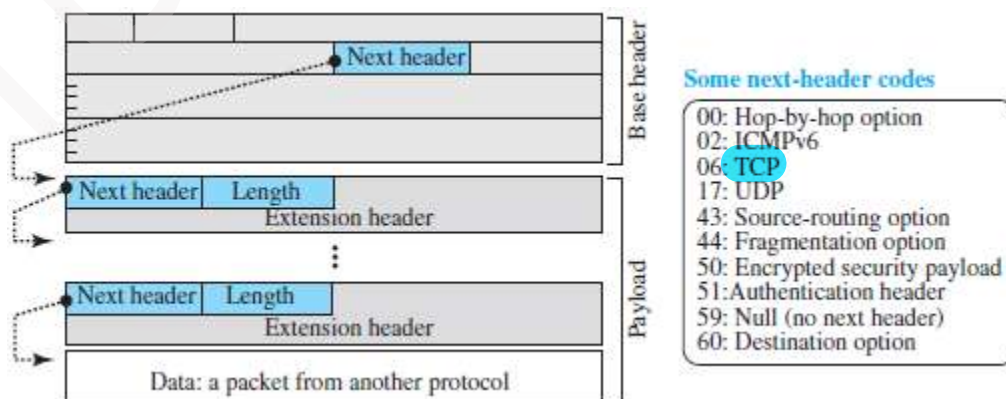 Next header
Base header
Next header Length
Extension header
Next header Length
Extension header
Data: a packet from another protocol
Payload
Some next-header codes
00: Hop-by-hop option
02: ICMPv6
06: TCP
17: UDP
43: Source-routing option
44: Fragmentation option
50: Encrypted security payload
51:Authentication header
59: Null (no next header)
60: Destination option